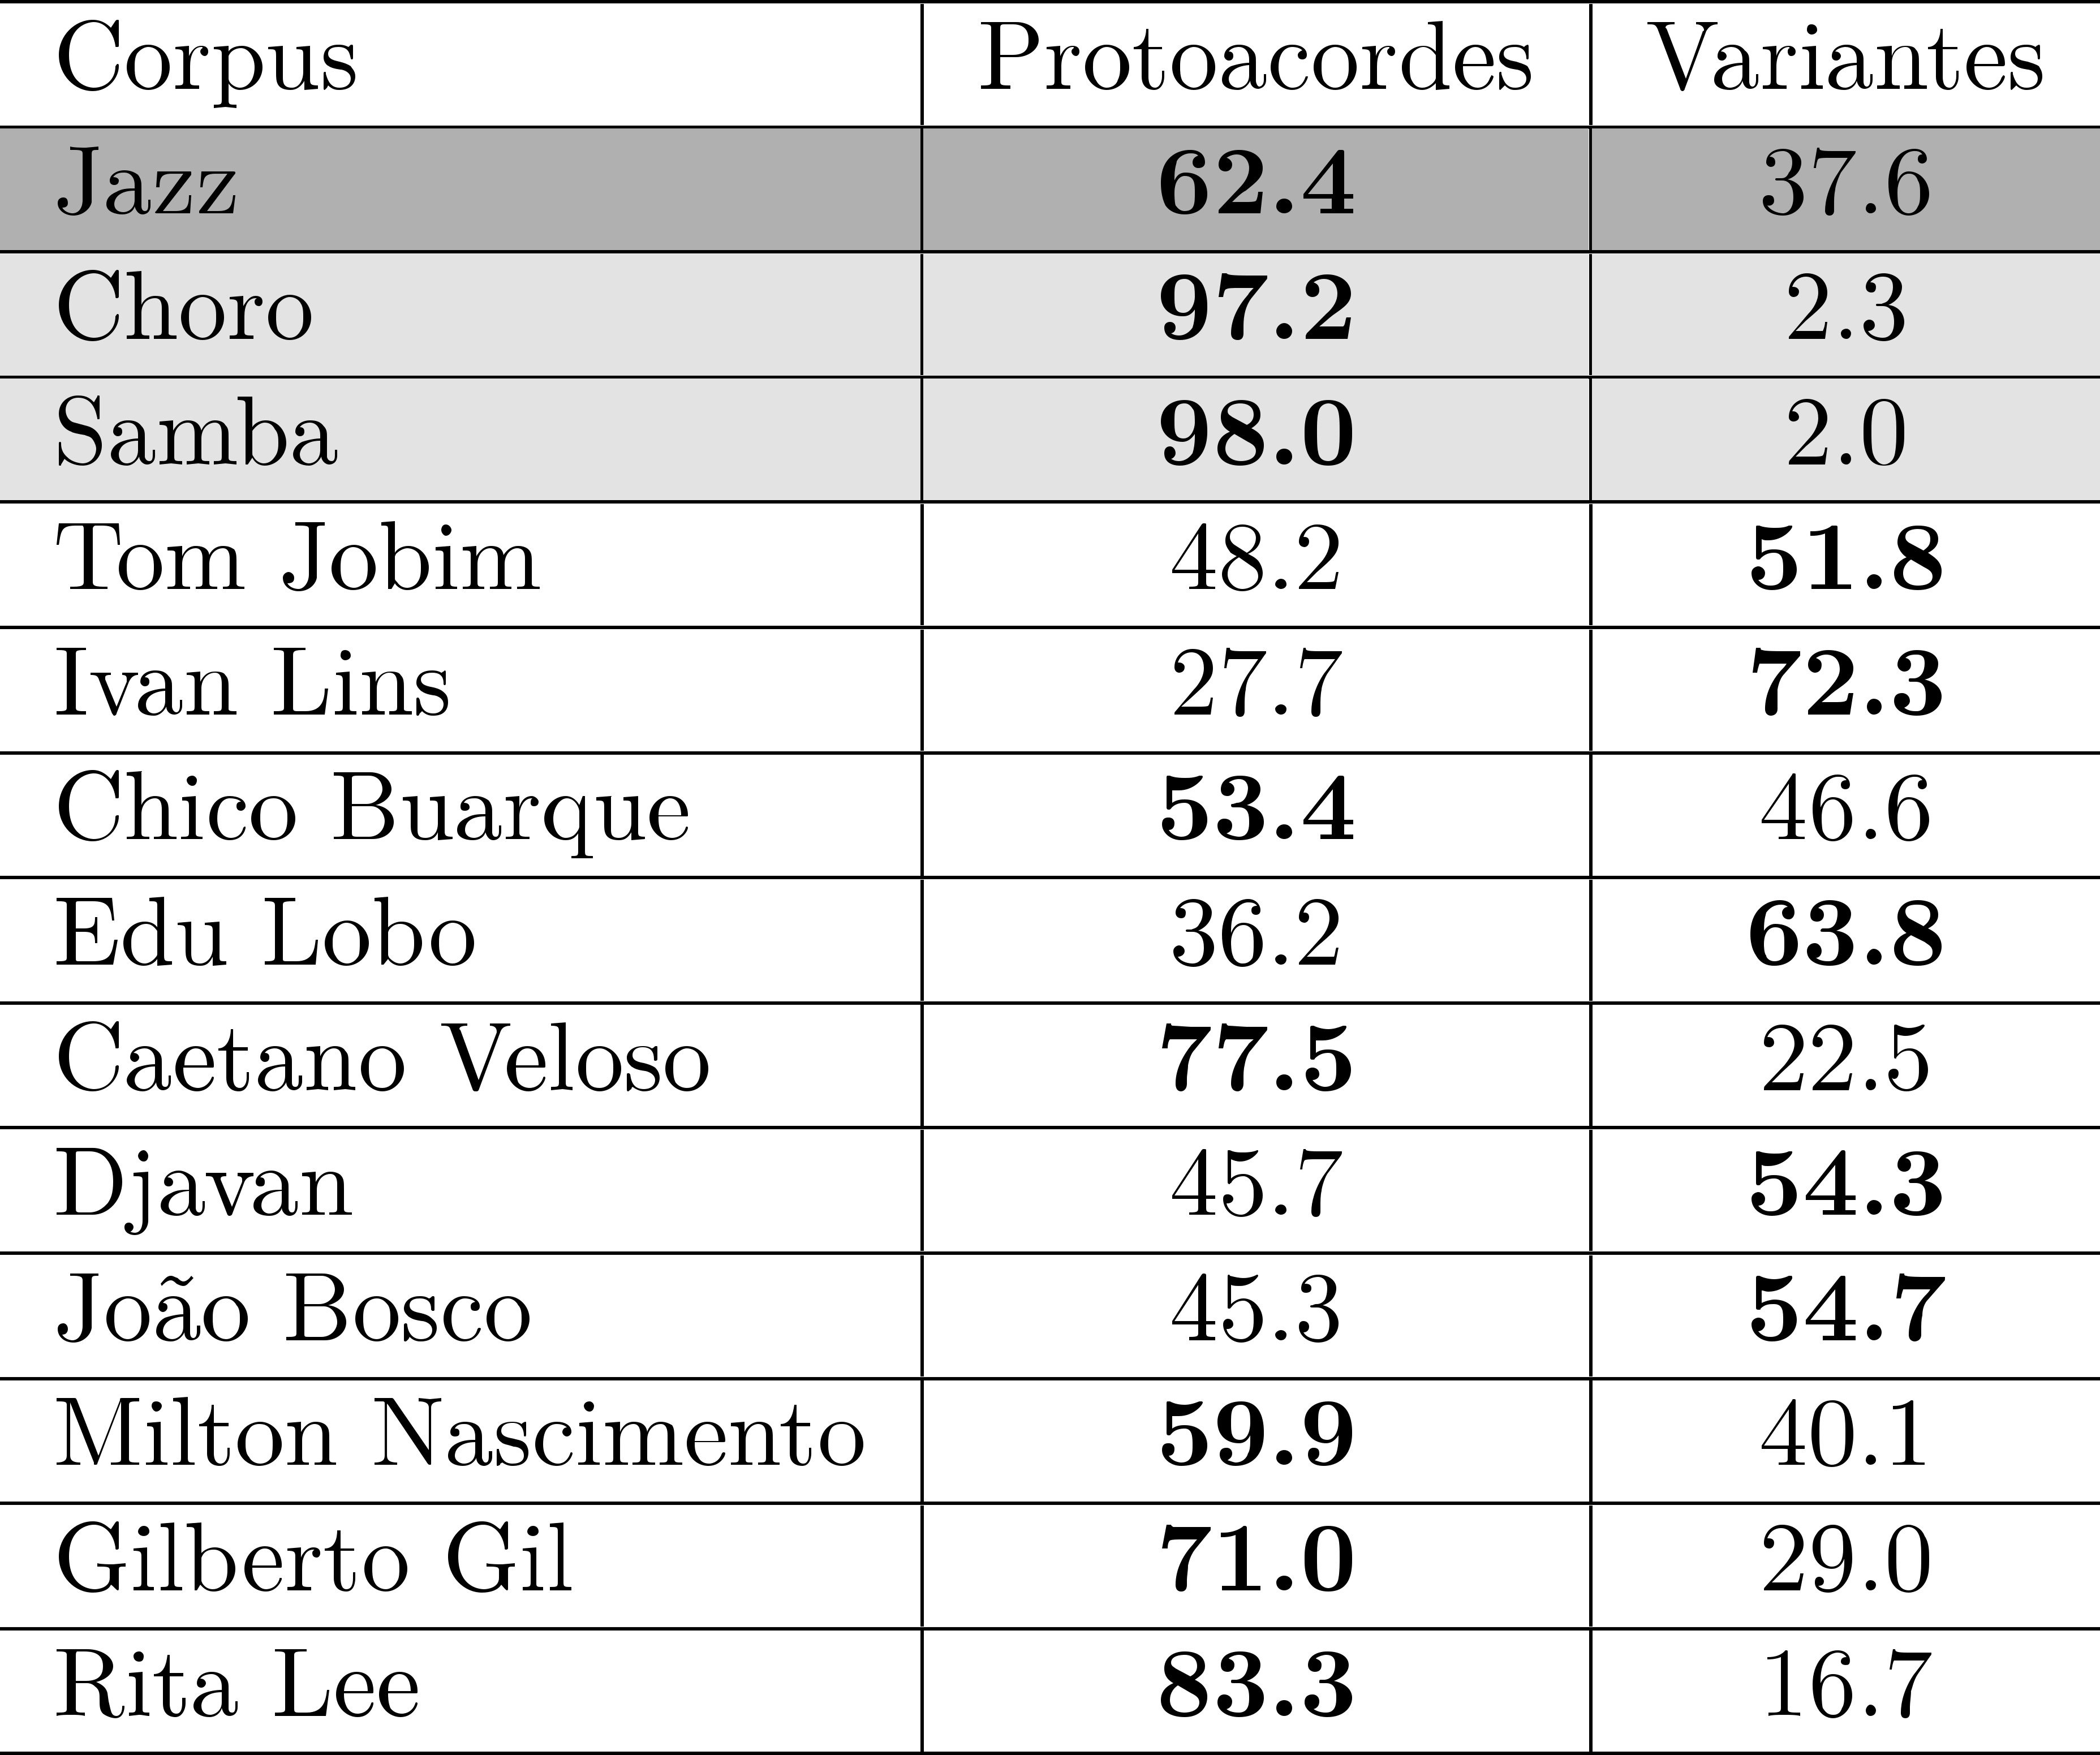 Corpus Protoacordes Variantes
Jazz 62.4 37.6
Choro 97.2 2.3
Samba 98.0 2.0
Tom Jobim 48.2 51.8
Ivan Lins 27.7 72.3
Chico Buarque 53.4 46.6
Edu Lobo 36.2 63.8
Caetano Veloso 77.5 22.5
Djavan 45.7 54.3
João Bosco 45.3 54.7
Milton Nascimento 59.9 40.1
Gilberto Gil 71.0 29.0
Rita Lee 83.3 16.7